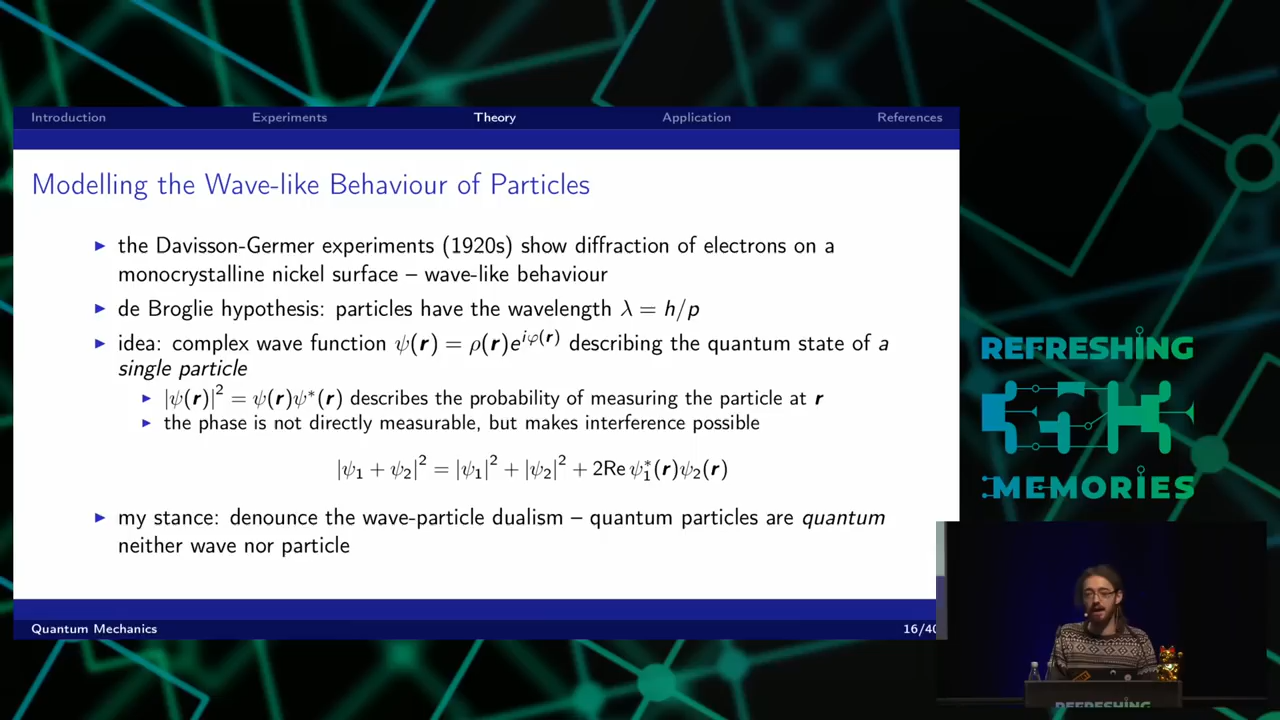 Introduction Experiments Theory Application References
Modelling the Wave-like Behaviour of Particles
▶ the Davisson-Germer experiments (1920s) show diffraction of electrons on a
monocrystalline nickel surface – wave-like behaviour
▶ de Broglie hypothesis: particles have the wavelength λ = h/p
▶ idea: complex wave function ψ(r) = ρ(r)e^{iφ(r)} describing the quantum state of a
single particle
▶ |ψ(r)|² = ψ(r)ψ*(r) describes the probability of measuring the particle at r
▶ the phase is not directly measurable, but makes interference possible
|ψ₁ + ψ₂|² = |ψ₁|² + |ψ₂|² + 2Re ψ₁*(r)ψ₂(r)
▶ my stance: denounce the wave-particle dualism – quantum particles are quantum
neither wave nor particle
Quantum Mechanics 16/40
REFRESHING
MEMORIES
REFRESHING